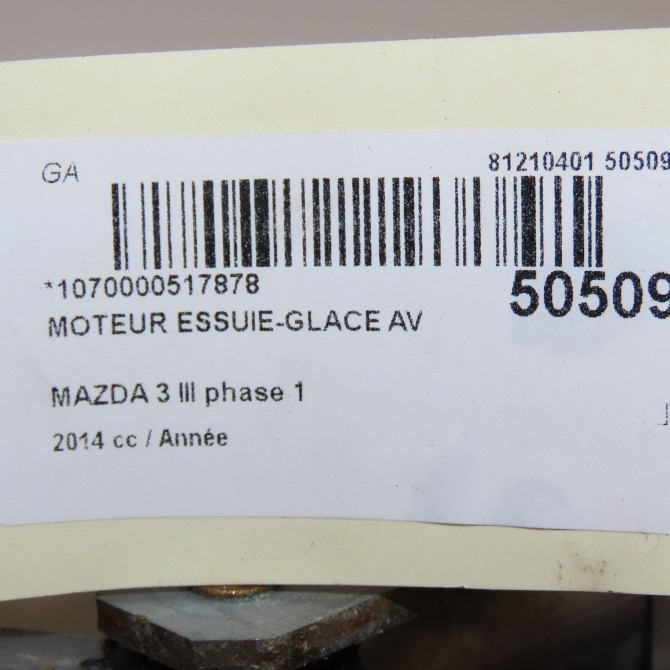 GA
81210401 50509
*1070000517878
50509
MOTEUR ESSUIE-GLACE AV
MAZDA 3 III phase 1
2014 cc / Année